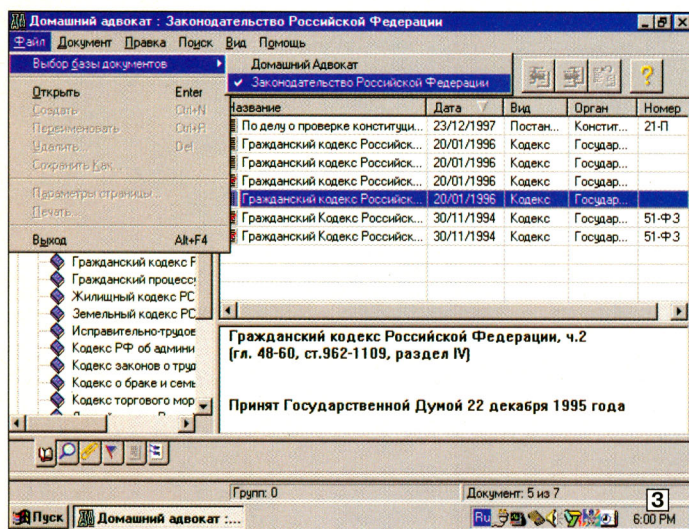 Домашний адвокат : Законодательство Российской Федерации
Файл Документ Правка Поиск Вид Помощь
Выбор базы документов
Домашний Адвокат
Законодательство Российской Федерации
Открыть Enter
Создать Ctrl+N
Переименовать Ctrl+R
Удалить... Del
Сохранить Как...
Параметры страницы...
Печать...
Выход Alt+F4
Название Дата Вид Орган Номер
По делу о проверке конституци... 23/12/1997 Постан... Констит... 21-П
Гражданский Кодекс Российск... 20/01/1996 Кодекс Государ...
Гражданский Кодекс Российск... 20/01/1996 Кодекс Государ...
Гражданский Кодекс Российск... 20/01/1996 Кодекс Государ...
Гражданский Кодекс Российск... 20/01/1996 Кодекс Государ...
Гражданский Кодекс Российск... 30/11/1994 Кодекс Государ... 51-ФЗ
Гражданский Кодекс Российск... 30/11/1994 Кодекс Государ... 51-ФЗ
Гражданский кодекс Р
Гражданский процесс
Жилищный кодекс РС
Земельный кодекс РС
Исправительно-трудов
Кодекс РФ об админи
Кодекс законов о труд
Кодекс о браке и семь
Кодекс торгового мор
Гражданский кодекс Российской Федерации, ч.2
(гл. 48-60, ст.962-1109, раздел IV)
Принят Государственной Думой 22 декабря 1995 года
Групп: 0 Документ: 5 из 7
Пуск Домашний адвокат :... Ru 6:00 PM
3